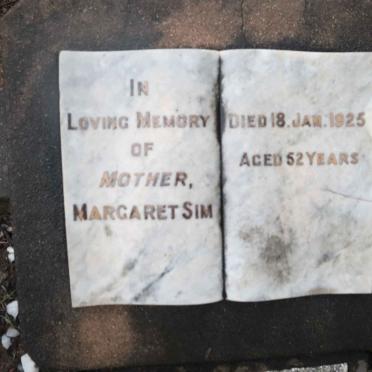 IN
LOVING MEMORY
OF
MOTHER,
MARGARET SIM
DIED 18. JAN. 1925
AGED 52 YEARS